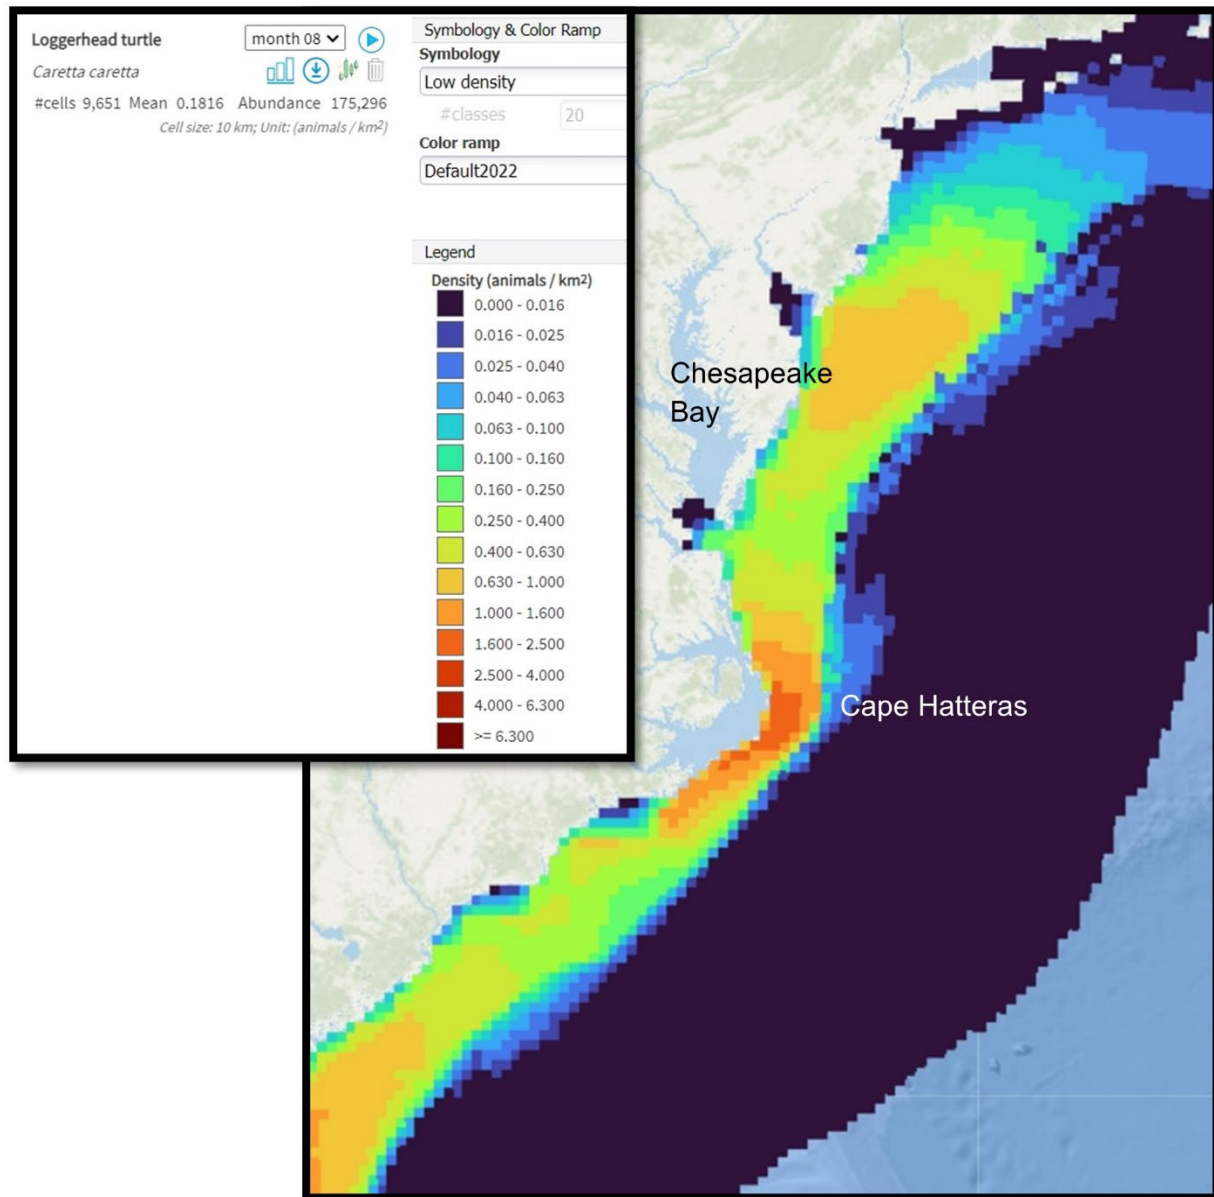 Loggerhead turtle
month 08
Caretta caretta
#cells 9,651 Mean 0.1816 Abundance 175,296
Cell size: 10 km; Unit: (animals / km²)
Symbology & Color Ramp
Symbology
Low density
#classes 20
Color ramp
Default2022
Legend
Density (animals / km²)
0.000 - 0.016
0.016 - 0.025
0.025 - 0.040
0.040 - 0.063
0.063 - 0.100
0.100 - 0.160
0.160 - 0.250
0.250 - 0.400
0.400 - 0.630
0.630 - 1.000
1.000 - 1.600
1.600 - 2.500
2.500 - 4.000
4.000 - 6.300
>= 6.300
Chesapeake
Bay
Cape Hatteras